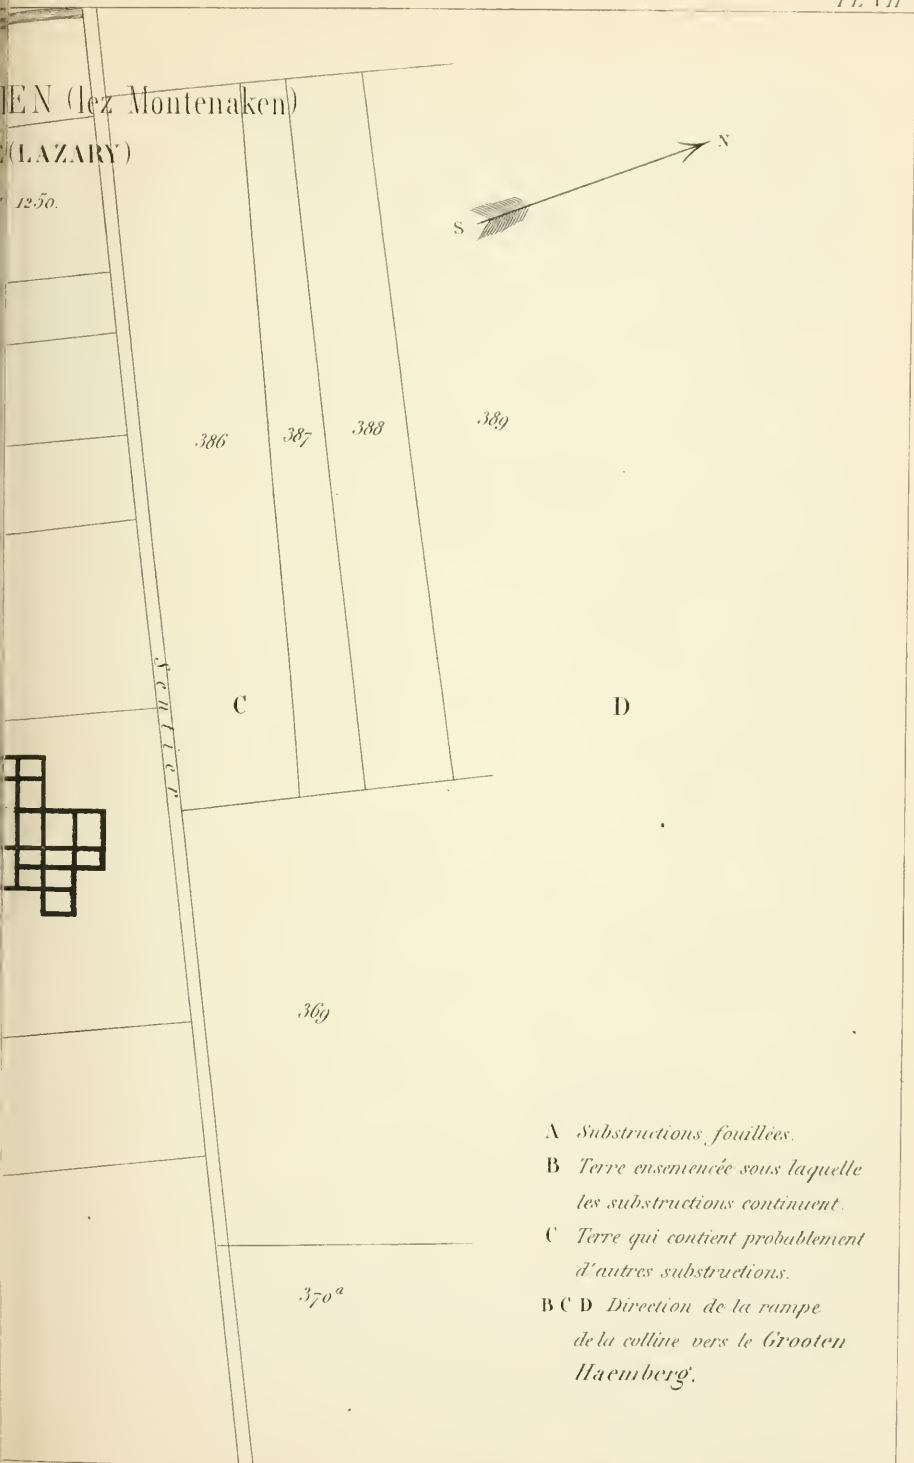 (lez Montenaken)
(LAZARY)
1250.
N
S
386
387
388
389
Sentier
C
D
369
A Substructions fouillées.
B Terre ensemencée sous laquelle
les substructions continuent.
C Terre qui contient probablement
d'autres substructions.
B C D Direction de la rampe
de la colline vers le Grooten
Haemberg.
370a